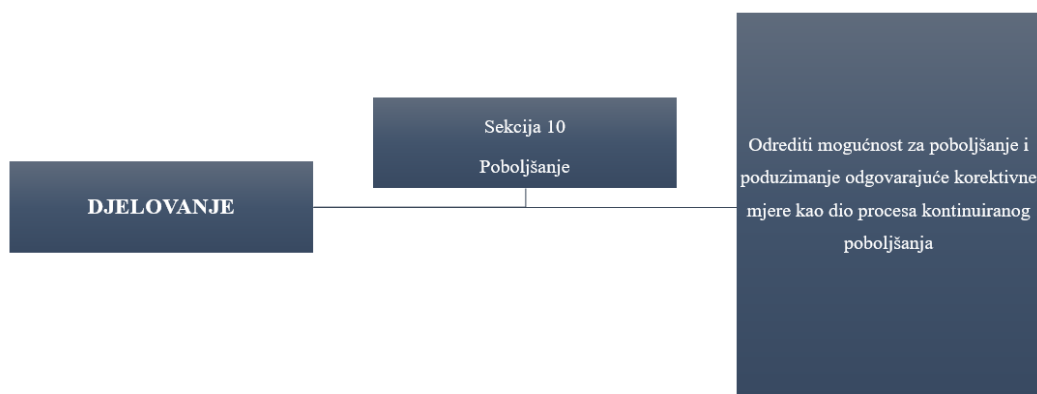 DJELOVANJE
Sekcija 10
Poboljšanje
Odrediti mogućnost za poboljšanje i
poduzimanje odgovarajuće korektivne
mjere kao dio procesa kontinuiranog
poboljšanja